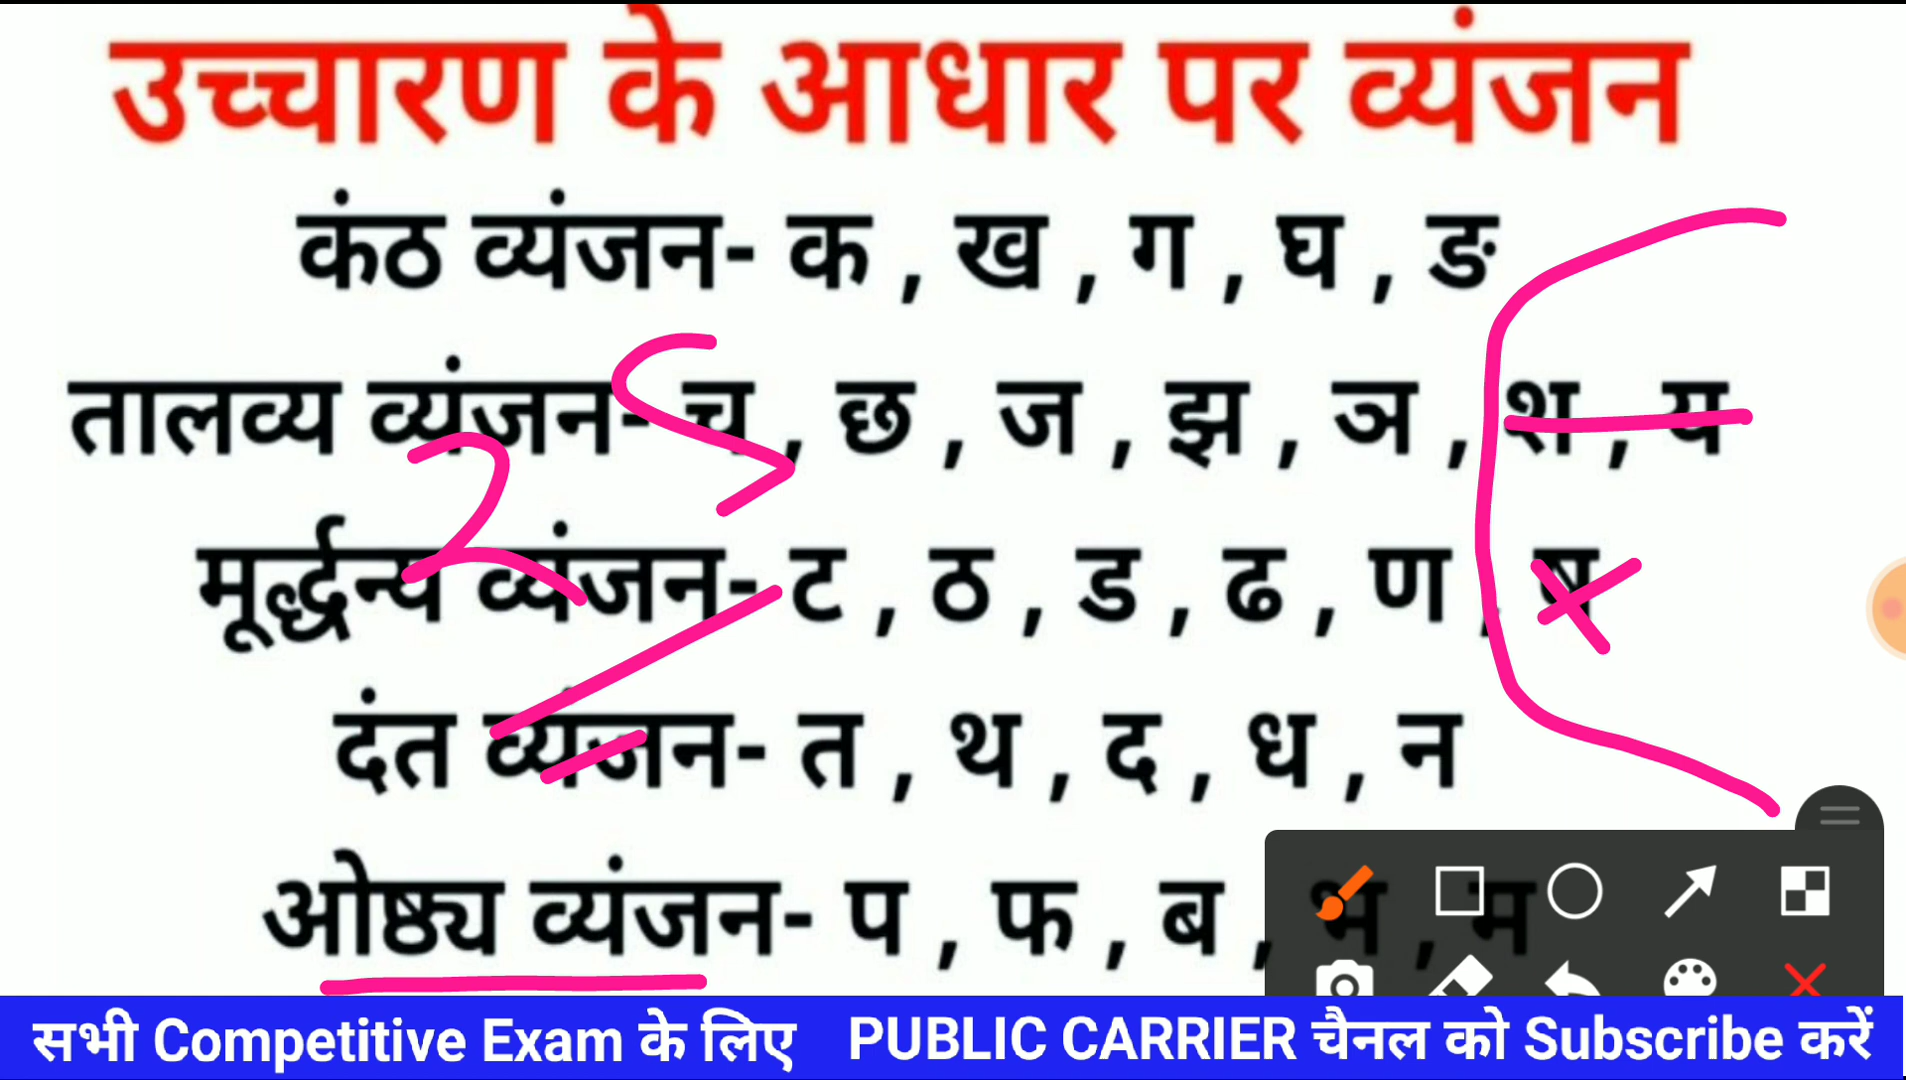 उच्चारण के आधार पर व्यंजन
कंठ व्यंजन- क , ख , ग , घ , ङ
तालव्य व्यंजन- च , छ , ज , झ , ञ , श , य
मूर्द्धन्य व्यंजन- ट , ठ , ड , ढ , ण , ष
दंत व्यंजन- त , थ , द , ध , न
ओष्ठ्य व्यंजन- प , फ , ब , भ , म
सभी Competitive Exam के लिए PUBLIC CARRIER चैनल को Subscribe करें